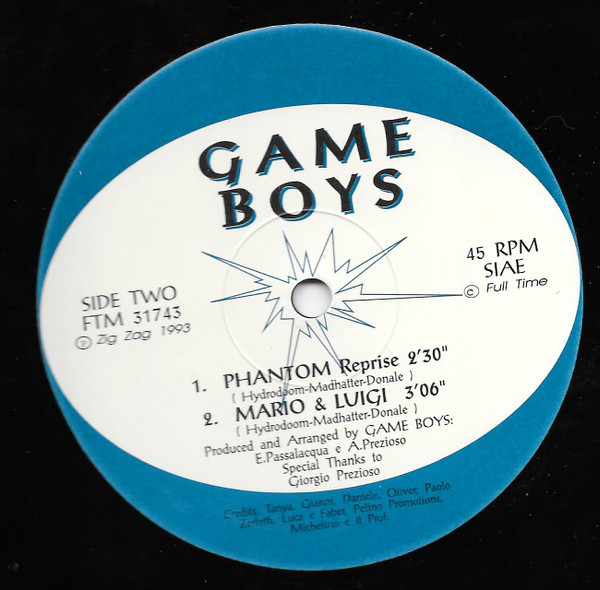 GAME
BOYS
SIDE TWO
FTM 31743
Ⓟ Zig Zag 1993
45 RPM
SIAE
© Full Time
1. PHANTOM Reprise 2'30"
( Hydrodoom-Madhatter-Donale )
2. MARIO & LUIGI 3'06"
( Hydrodoom-Madhatter-Donale )
Produced and Arranged by GAME BOYS:
E.Passalacqua e A.Prezioso
Special Thanks to
Giorgio Prezioso
Credits: Tanya, Gianni, Daniele, Oliver, Paolo
Zerletti, Luca e Faber, Pelino Promotions,
Michelino e il Prof.